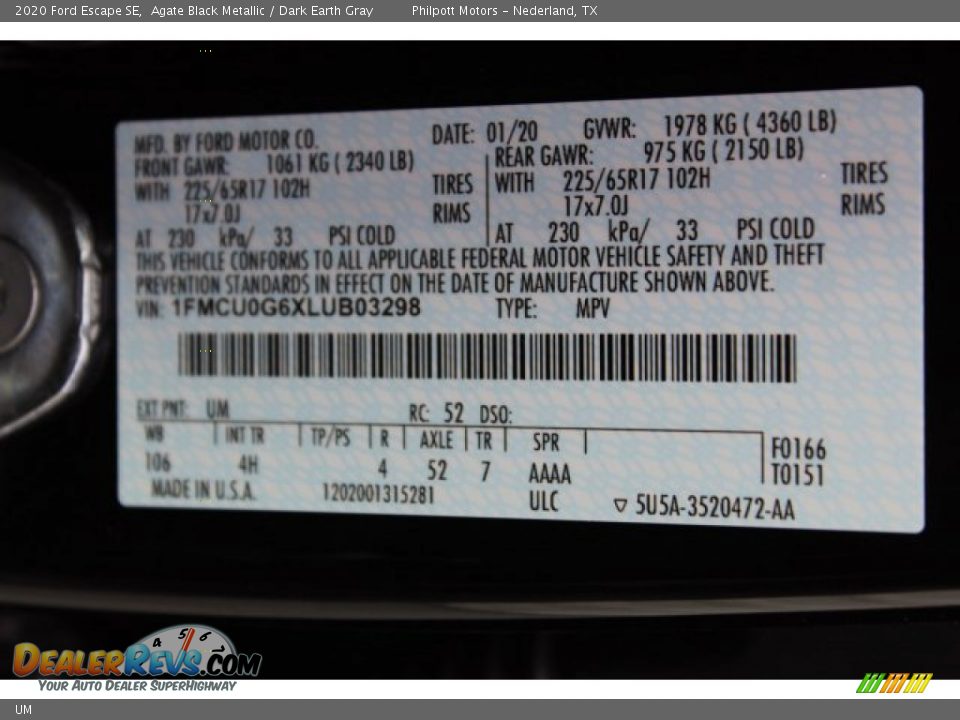 2020 Ford Escape SE, Agate Black Metallic / Dark Earth Gray Philpott Motors - Nederland, TX
MFD. BY FORD MOTOR CO. DATE: 01/20 GVWR: 1978 KG ( 4360 LB)
FRONT GAWR: 1061 KG ( 2340 LB) REAR GAWR: 975 KG ( 2150 LB)
WITH 225/65R17 102H TIRES WITH 225/65R17 102H TIRES
17x7.0J RIMS 17x7.0J RIMS
AT 230 kPa/ 33 PSI COLD AT 230 kPa/ 33 PSI COLD
THIS VEHICLE CONFORMS TO ALL APPLICABLE FEDERAL MOTOR VEHICLE SAFETY AND THEFT
PREVENTION STANDARDS IN EFFECT ON THE DATE OF MANUFACTURE SHOWN ABOVE.
VIN: 1FMCU0G6XLUB03298 TYPE: MPV
EXT PNT: UM RC: 52 DSO:
WB INT TR TP/PS R AXLE TR SPR F0166
106 4H 4 52 7 AAAA T0151
MADE IN U.S.A. 1202001315281 ULC ▽ 5U5A-3520472-AA
4 5 6
DEALERREVS.COM
YOUR AUTO DEALER SUPERHIGHWAY
UM